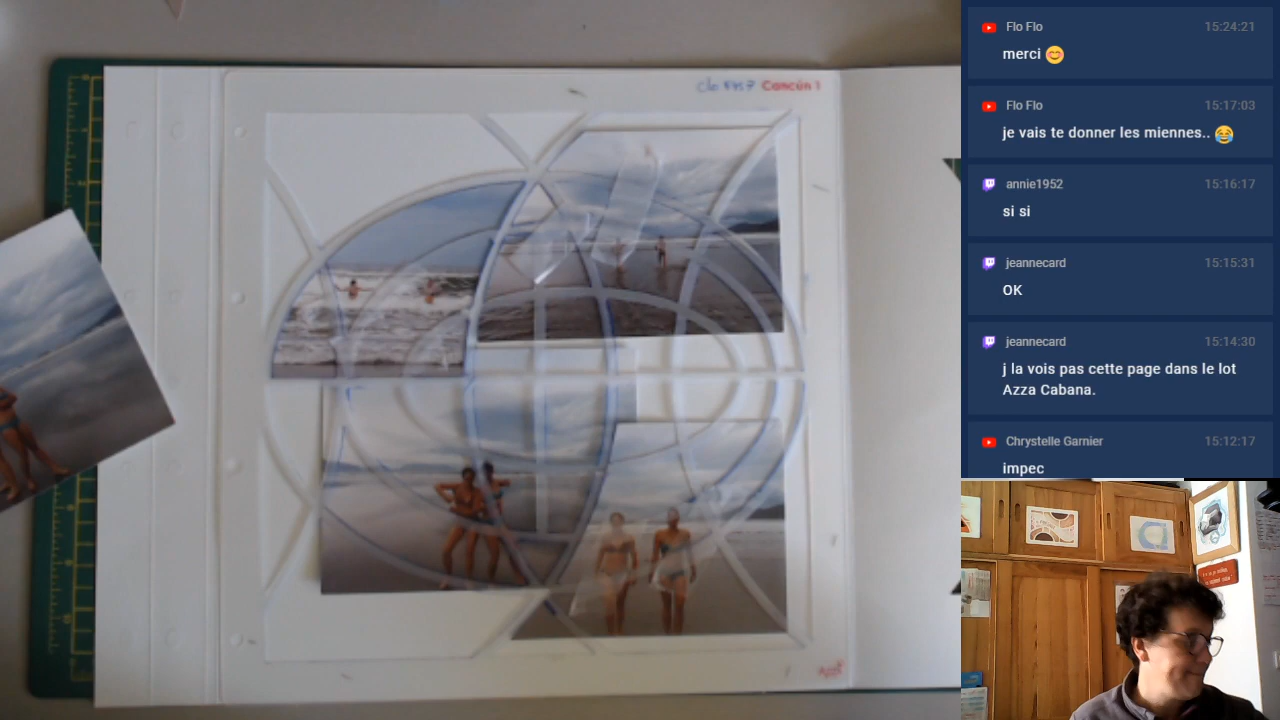 Cancún 1
Flo Flo 15:24:21
merci 😊
Flo Flo 15:17:03
je vais te donner les miennes.. 😂
annie1952 15:16:17
si si
jeannecard 15:15:31
OK
jeannecard 15:14:30
j la vois pas cette page dans le lot
Azza Cabana.
Chrystelle Garnier 15:12:17
impec